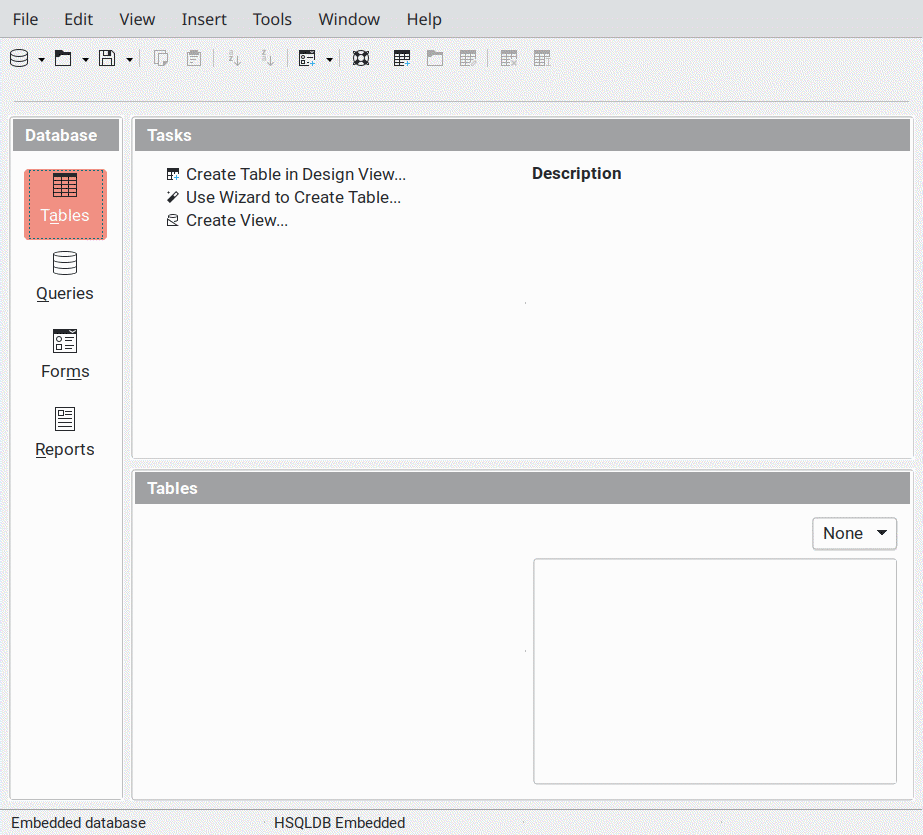 File Edit View Insert Tools Window Help
Database
Tables
Queries
Forms
Reports
Tasks
Create Table in Design View...
Use Wizard to Create Table...
Create View...
Description
Tables
None
Embedded database HSQLDB Embedded